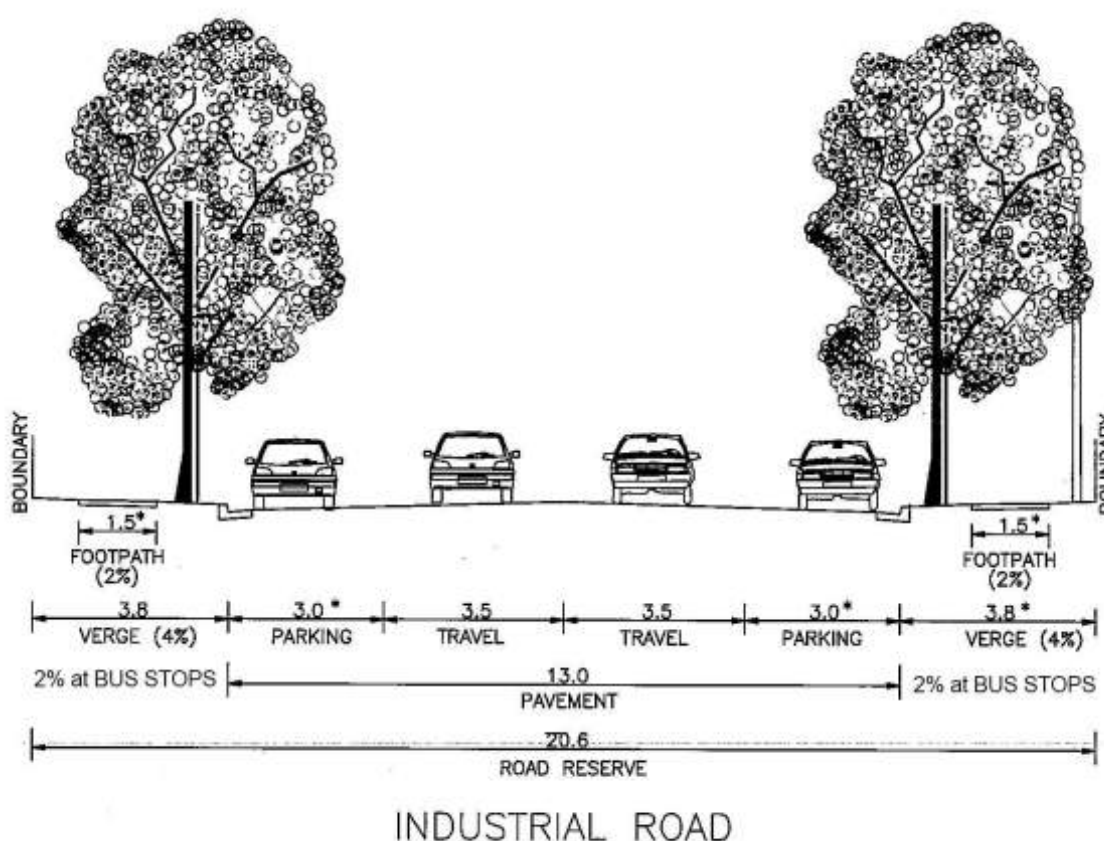 BOUNDARY
BOUNDARY
1.5* 1.5*
FOOTPATH FOOTPATH
(2%) (2%)
3.8 3.0* 3.5 3.5 3.0* 3.8*
VERGE (4%) PARKING TRAVEL TRAVEL PARKING VERGE (4%)
2% at BUS STOPS 13.0 2% at BUS STOPS
PAVEMENT
20.6
ROAD RESERVE
INDUSTRIAL ROAD